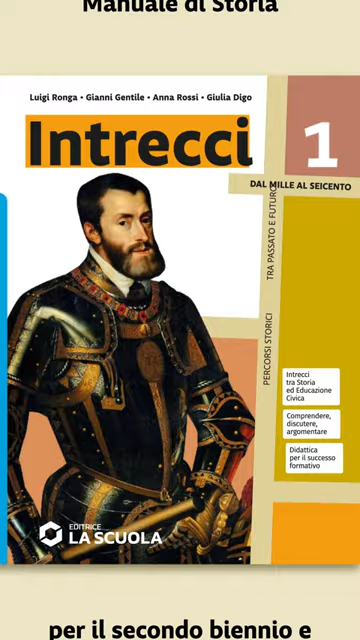 Manuale di Storia
Luigi Ronga • Gianni Gentile • Anna Rossi • Giulia Digo
Intrecci
1
DAL MILLE AL SEICENTO
PERCORSI STORICI
TRA PASSATO E FUTURO
Intrecci
tra Storia
ed Educazione
Civica
Comprendere,
discutere,
argomentare
Didattica
per il successo
formativo
EDITRICE
LA SCUOLA
per il secondo biennio e